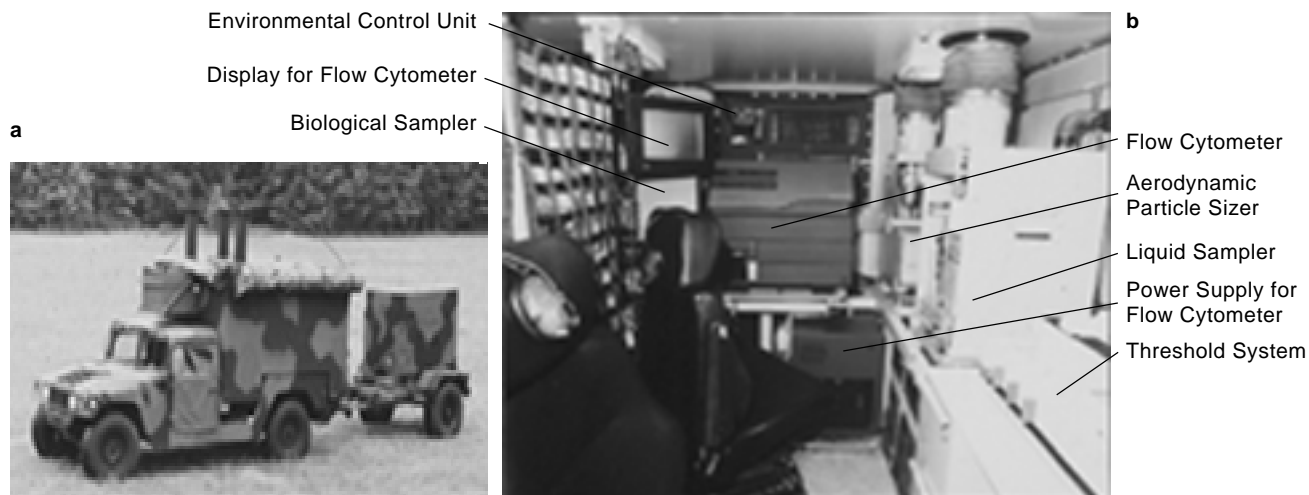 Environmental Control Unit
Display for Flow Cytometer
Biological Sampler
a
b
Flow Cytometer
Aerodynamic
Particle Sizer
Liquid Sampler
Power Supply for
Flow Cytometer
Threshold System